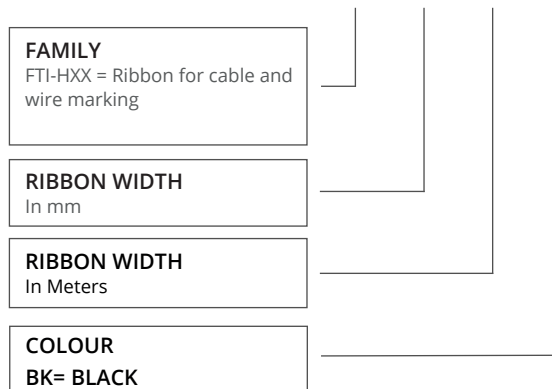 FAMILY
FTI-HXX = Ribbon for cable and
wire marking
RIBBON WIDTH
In mm
RIBBON WIDTH
In Meters
COLOUR
BK= BLACK